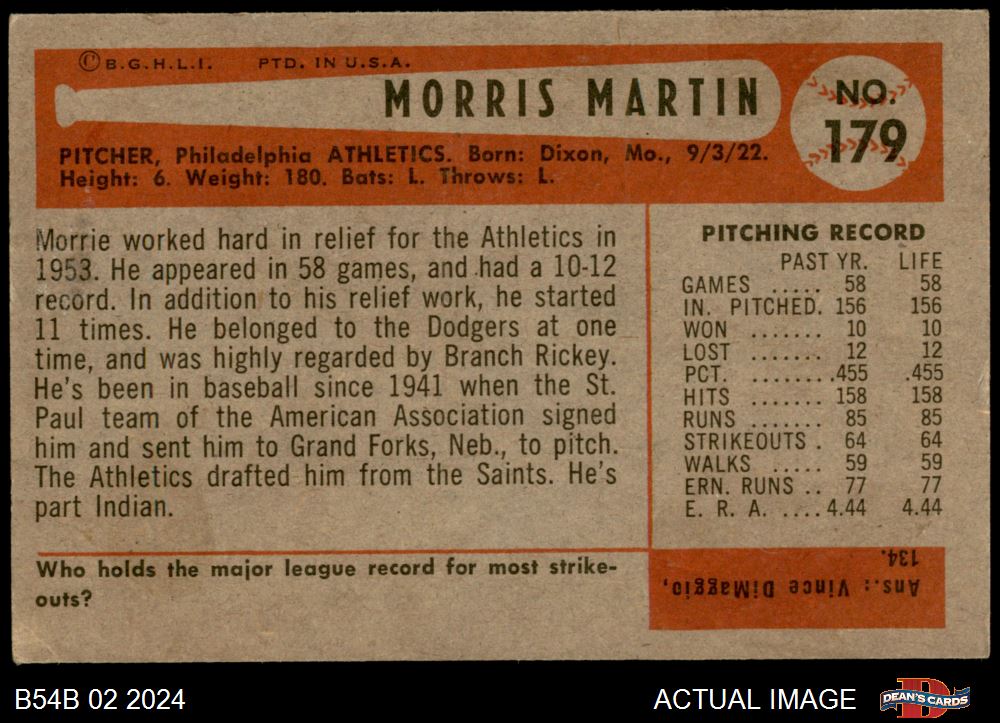 ©B.G.H.L.I. PTD. IN U.S.A.
MORRIS MARTIN
NO.
179
PITCHER, Philadelphia ATHLETICS. Born: Dixon, Mo., 9/3/22.
Height: 6. Weight: 180. Bats: L. Throws: L.
Morrie worked hard in relief for the Athletics in
1953. He appeared in 58 games, and had a 10-12
record. In addition to his relief work, he started
11 times. He belonged to the Dodgers at one
time, and was highly regarded by Branch Rickey.
He's been in baseball since 1941 when the St.
Paul team of the American Association signed
him and sent him to Grand Forks, Neb., to pitch.
The Athletics drafted him from the Saints. He's
part Indian.
PITCHING RECORD
PAST YR. LIFE
GAMES ..... 58 58
IN. PITCHED. 156 156
WON ....... 10 10
LOST ....... 12 12
PCT. ........ .455 .455
HITS ....... 158 158
RUNS ....... 85 85
STRIKEOUTS . 64 64
WALKS ..... 59 59
ERN. RUNS .. 77 77
E. R. A. .... 4.44 4.44
Who holds the major league record for most strike-
outs?
Ans.: Vince DiMaggio,
134.
B54B 02 2024
ACTUAL IMAGE
DEAN'S CARDS